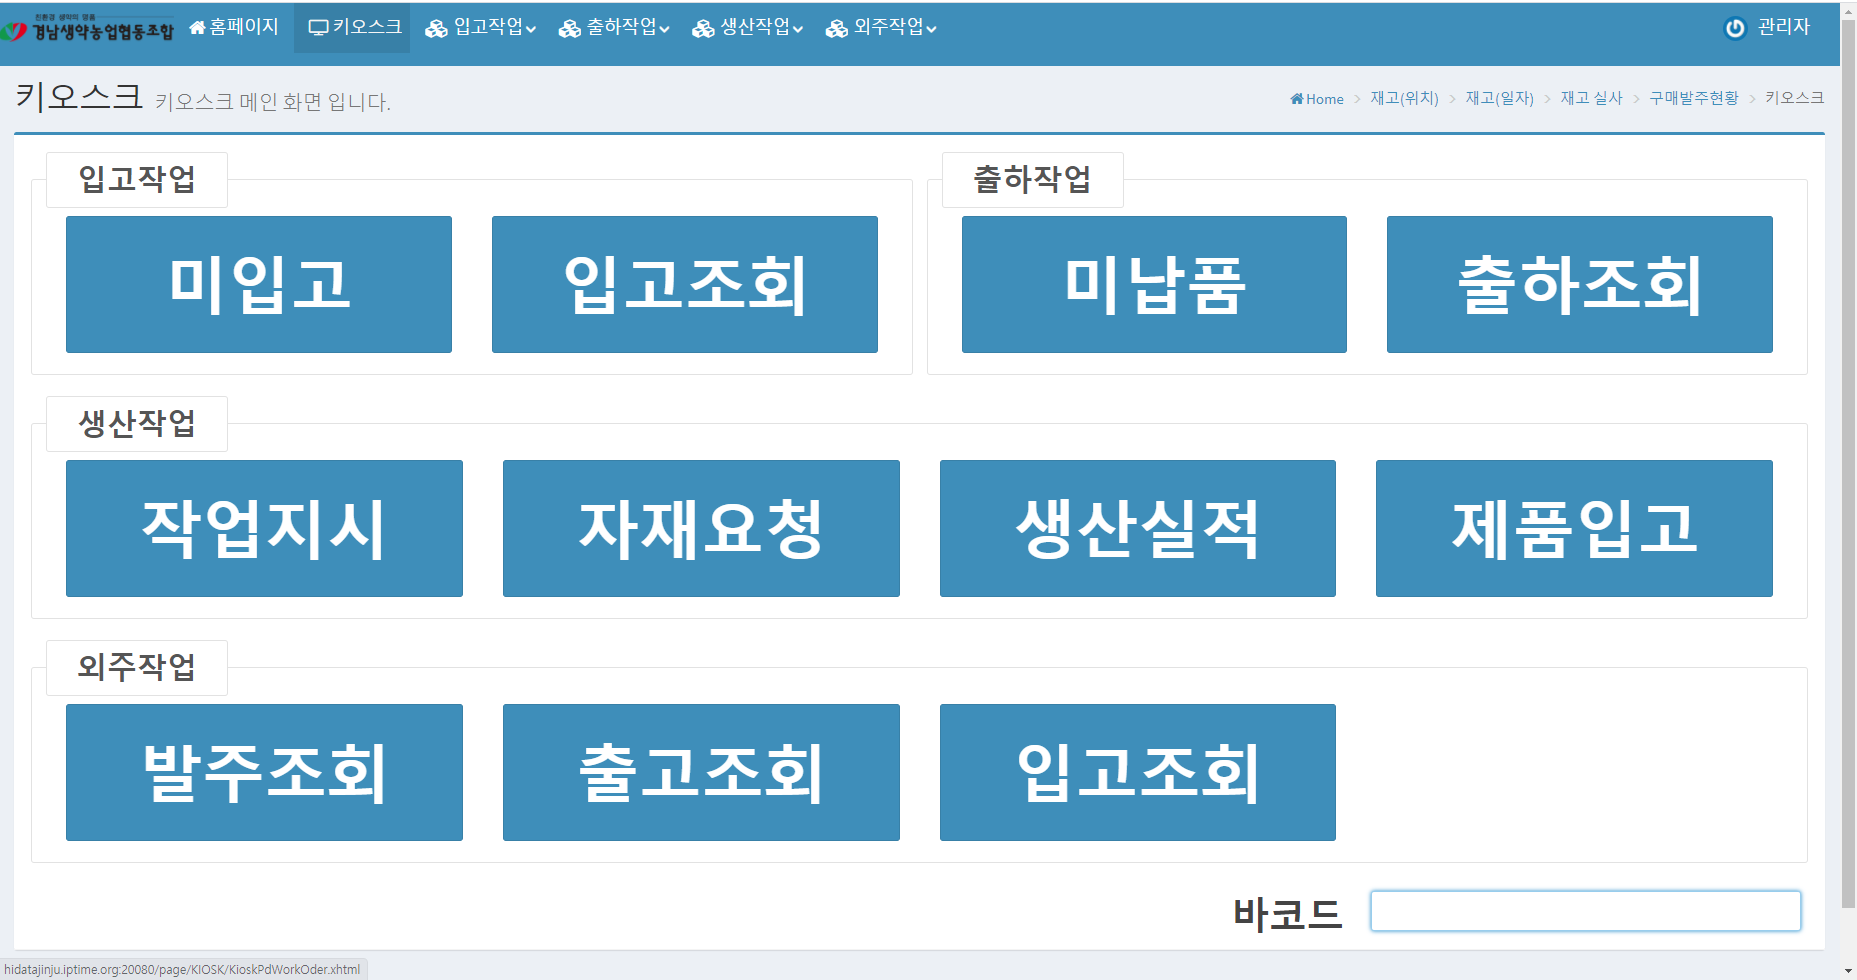 친환경 생약의 명품
경남생약농업협동조합
홈페이지
키오스크
입고작업
출하작업
생산작업
외주작업
관리자
키오스크 키오스크 메인 화면 입니다.
Home > 재고(위치) > 재고(일자) > 재고 실사 > 구매발주현황 > 키오스크
입고작업
미입고
입고조회
출하작업
미납품
출하조회
생산작업
작업지시
자재요청
생산실적
제품입고
외주작업
발주조회
출고조회
입고조회
바코드
hidatajinju.iptime.org:20080/page/KIOSK/KioskPdWorkOder.xhtml